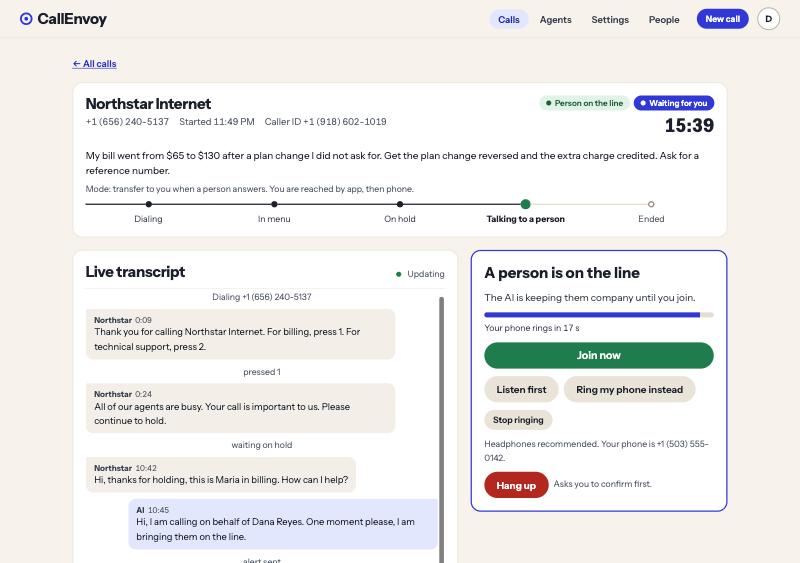 CallEnvoy
Calls Agents Settings People New call D
← All calls
Northstar Internet
Person on the line Waiting for you
+1 (656) 240-5137 Started 11:49 PM Caller ID +1 (918) 602-1019
15:39
My bill went from $65 to $130 after a plan change I did not ask for. Get the plan change reversed and the extra charge credited. Ask for a
reference number.
Mode: transfer to you when a person answers. You are reached by app, then phone.
Dialing In menu On hold Talking to a person Ended
Live transcript
Updating
Dialing +1 (656) 240-5137
Northstar 0:09
Thank you for calling Northstar Internet. For billing, press 1. For
technical support, press 2.
pressed 1
Northstar 0:24
All of our agents are busy. Your call is important to us. Please
continue to hold.
waiting on hold
Northstar 10:42
Hi, thanks for holding, this is Maria in billing. How can I help?
AI 10:45
Hi, I am calling on behalf of Dana Reyes. One moment please, I am
bringing them on the line.
alert sent
A person is on the line
The AI is keeping them company until you join.
Your phone rings in 17 s
Join now
Listen first Ring my phone instead
Stop ringing
Headphones recommended. Your phone is +1 (503) 555-
0142.
Hang up Asks you to confirm first.